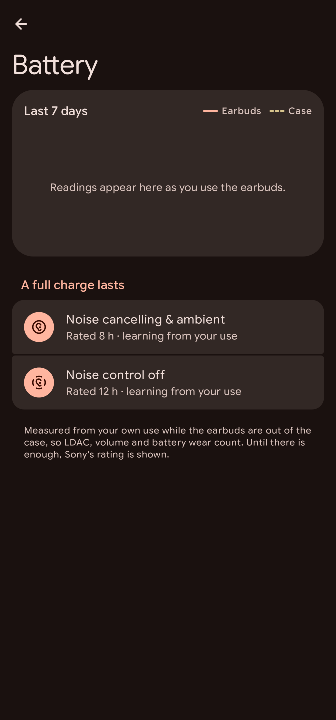 Battery
Last 7 days
Earbuds
Case
Readings appear here as you use the earbuds.
A full charge lasts
Noise cancelling & ambient
Rated 8 h · learning from your use
Noise control off
Rated 12 h · learning from your use
Measured from your own use while the earbuds are out of the
case, so LDAC, volume and battery wear count. Until there is
enough, Sony's rating is shown.